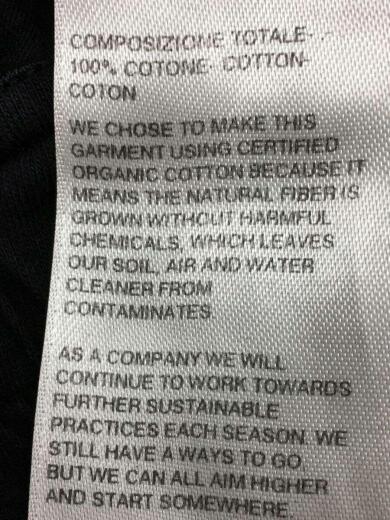 COMPOSIZIONE TOTALE-
100% COTONE- COTTON-
COTON
WE CHOSE TO MAKE THIS
GARMENT USING CERTIFIED
ORGANIC COTTON BECAUSE IT
MEANS THE NATURAL FIBER IS
GROWN WITHOUT HARMFUL
CHEMICALS, WHICH LEAVES
OUR SOIL, AIR AND WATER
CLEANER FROM
CONTAMINATES
AS A COMPANY WE WILL
CONTINUE TO WORK TOWARDS
FURTHER SUSTAINABLE
PRACTICES EACH SEASON. WE
STILL HAVE A WAYS TO GO
BUT WE CAN ALL AIM HIGHER
AND START SOMEWHERE.